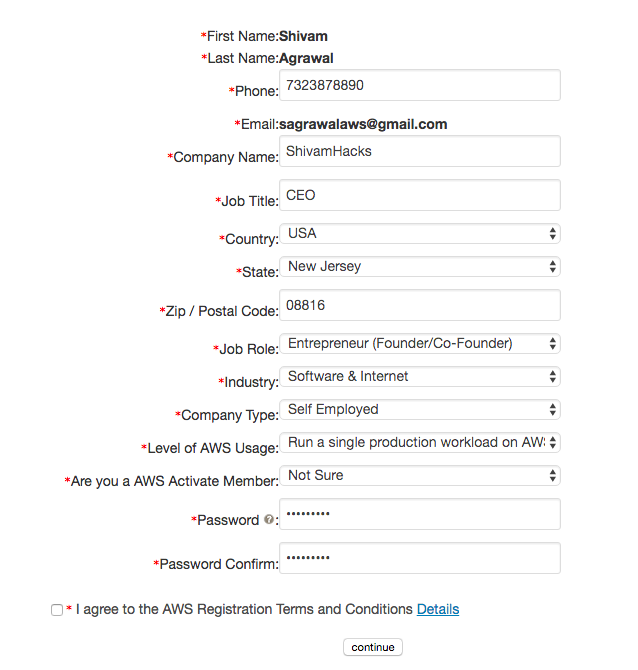 *First Name:Shivam
*Last Name:Agrawal
*Phone: 7323878890
*Email:sagrawalaws@gmail.com
*Company Name: ShivamHacks
*Job Title: CEO
*Country: USA
*State: New Jersey
*Zip / Postal Code: 08816
*Job Role: Entrepreneur (Founder/Co-Founder)
*Industry: Software & Internet
*Company Type: Self Employed
*Level of AWS Usage: Run a single production workload on AW
*Are you a AWS Activate Member: Not Sure
*Password ?: •••••••••
*Password Confirm: •••••••••
* I agree to the AWS Registration Terms and Conditions Details
continue